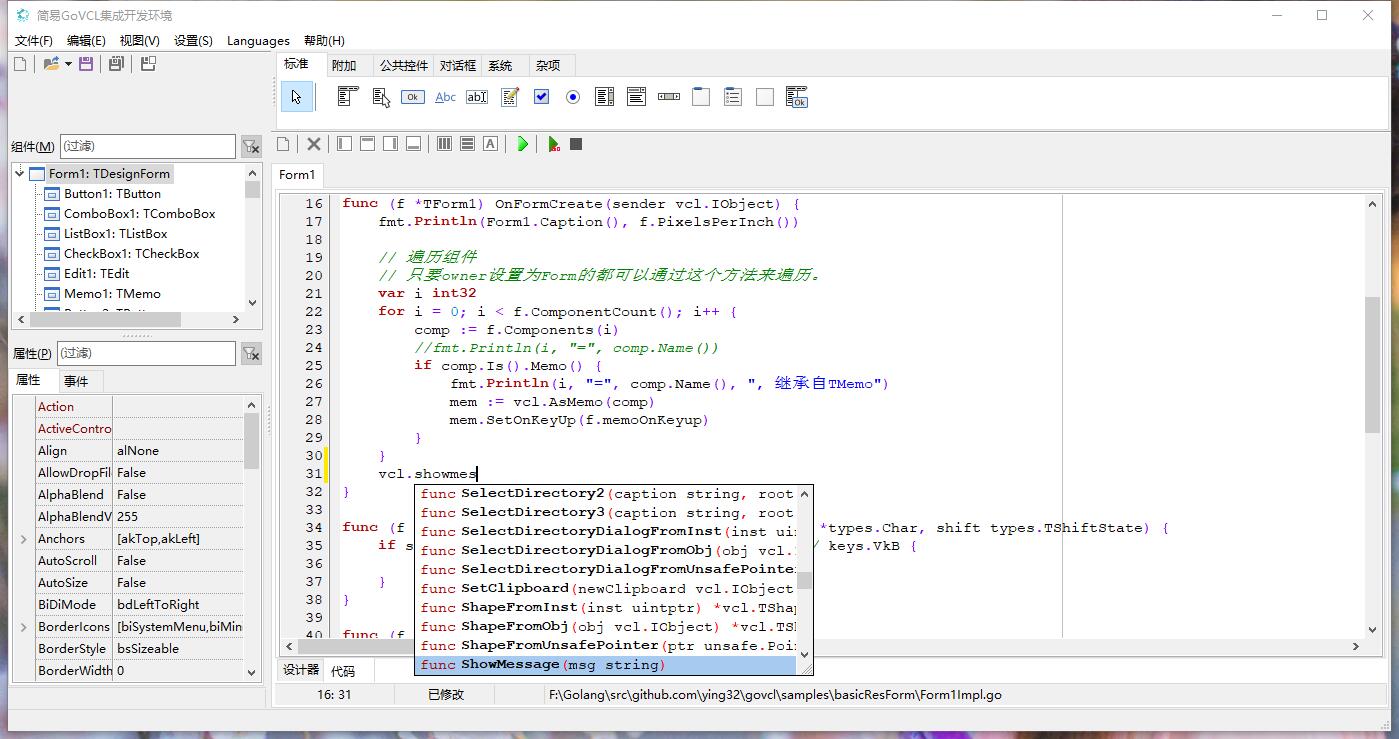 简易GoVCL集成开发环境
文件(F) 编辑(E) 视图(V) 设置(S) Languages 帮助(H)
标准 附加 公共控件 对话框 系统 杂项
Ok Abc ab Ok
组件(M) (过滤)
A
Form1: TDesignForm
Button1: TButton
ComboBox1: TComboBox
ListBox1: TListBox
CheckBox1: TCheckBox
Edit1: TEdit
Memo1: TMemo
属性(P) (过滤)
属性 事件
Action
ActiveContro
Align alNone
AllowDropFil False
AlphaBlend False
AlphaBlendV 255
Anchors [akTop,akLeft]
AutoScroll False
AutoSize False
BiDiMode bdLeftToRight
BorderIcons [biSystemMenu,biMin
BorderStyle bsSizeable
BorderWidth 0
Form1
16 func (f *TForm1) OnFormCreate(sender vcl.IObject) {
17 fmt.Println(Form1.Caption(), f.PixelsPerInch())
18
19 // 遍历组件
20 // 只要owner设置为Form的都可以通过这个方法来遍历。
21 var i int32
22 for i = 0; i < f.ComponentCount(); i++ {
23 comp := f.Components(i)
24 //fmt.Println(i, "=", comp.Name())
25 if comp.Is().Memo() {
26 fmt.Println(i, "=", comp.Name(), ", 继承自TMemo")
27 mem := vcl.AsMemo(comp)
28 mem.SetOnKeyUp(f.memoOnKeyup)
29 }
30 }
31 vcl.showmes
32 }
33
34 func (f *types.Char, shift types.TShiftState) {
35 if s / keys.VkB {
36
37 }
38 }
39
40 func (f
func SelectDirectory2(caption string, root
func SelectDirectory3(caption string, root
func SelectDirectoryDialogFromInst(inst uin
func SelectDirectoryDialogFromObj(obj vcl.
func SelectDirectoryDialogFromUnsafePointer
func SetClipboard(newClipboard vcl.IObject
func ShapeFromInst(inst uintptr) *vcl.TShap
func ShapeFromObj(obj vcl.IObject) *vcl.TSh
func ShapeFromUnsafePointer(ptr unsafe.Poin
func ShowMessage(msg string)
设计器 代码
16: 31 已修改 F:\Golang\src\github.com\ying32\govcl\samples\basicResForm\Form1Impl.go